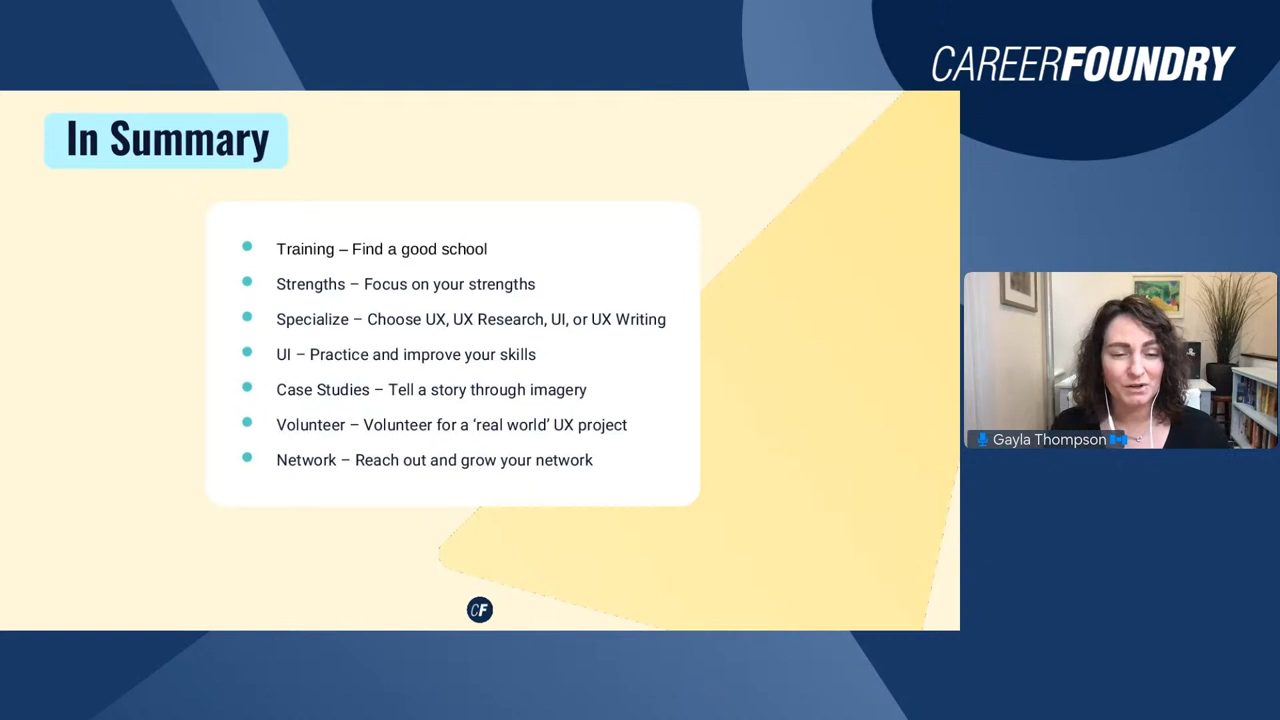 CAREERFOUNDRY
In Summary
Training – Find a good school
Strengths – Focus on your strengths
Specialize – Choose UX, UX Research, UI, or UX Writing
UI – Practice and improve your skills
Case Studies – Tell a story through imagery
Volunteer – Volunteer for a ‘real world’ UX project
Network – Reach out and grow your network
Gayla Thompson
CF